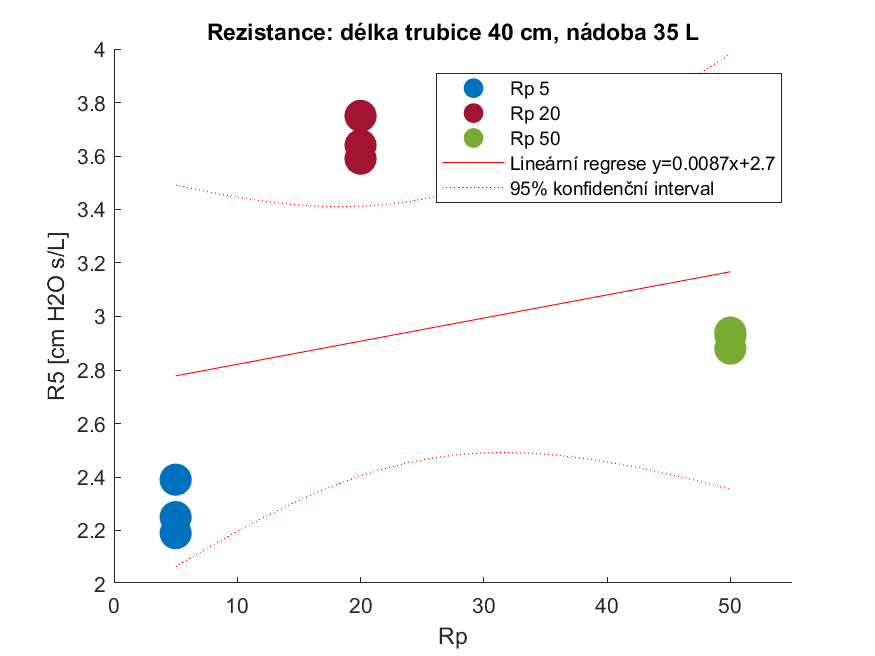 Rezistance: délka trubice 40 cm, nádoba 35 L
4
3.8
3.6
3.4
3.2
3
2.8
2.6
2.4
2.2
2
R5 [cm H2O s/L]
Rp 5
Rp 20
Rp 50
Lineární regrese y=0.0087x+2.7
95% konfidenční interval
0
10
20
30
40
50
Rp